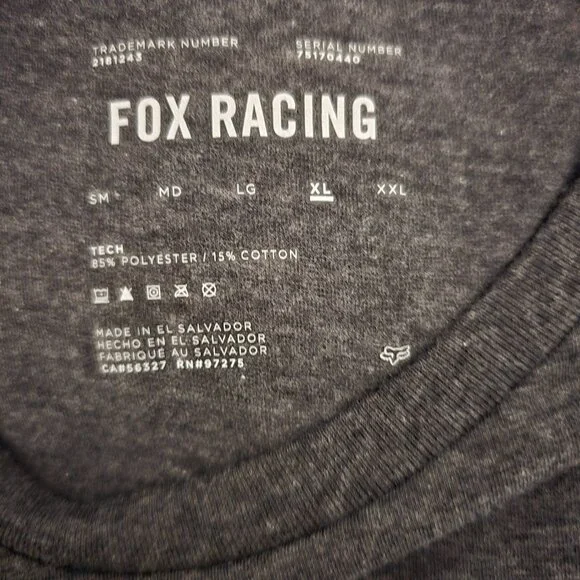 TRADEMARK NUMBER SERIAL NUMBER
2181243 75170440
FOX RACING
SM MD LG XL XXL
TECH
85% POLYESTER / 15% COTTON
MADE IN EL SALVADOR
HECHO EN EL SALVADOR
FABRIQUÉ AU SALVADOR
CA#56327 RN#97275